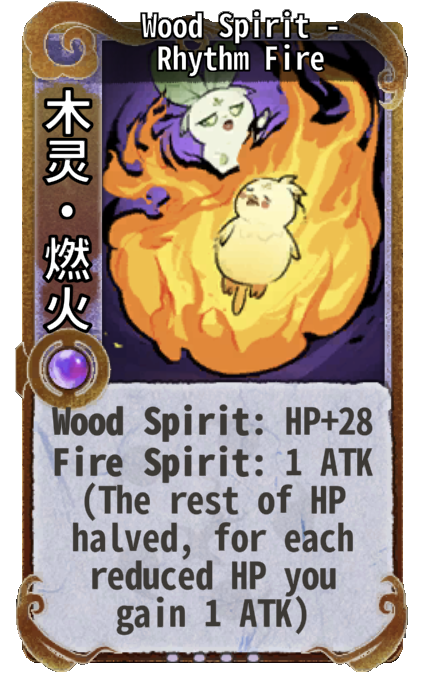 Wood Spirit -
Rhythm Fire
木灵·燃火
Wood Spirit: HP+28
Fire Spirit: 1 ATK
(The rest of HP
halved, for each
reduced HP you
gain 1 ATK)